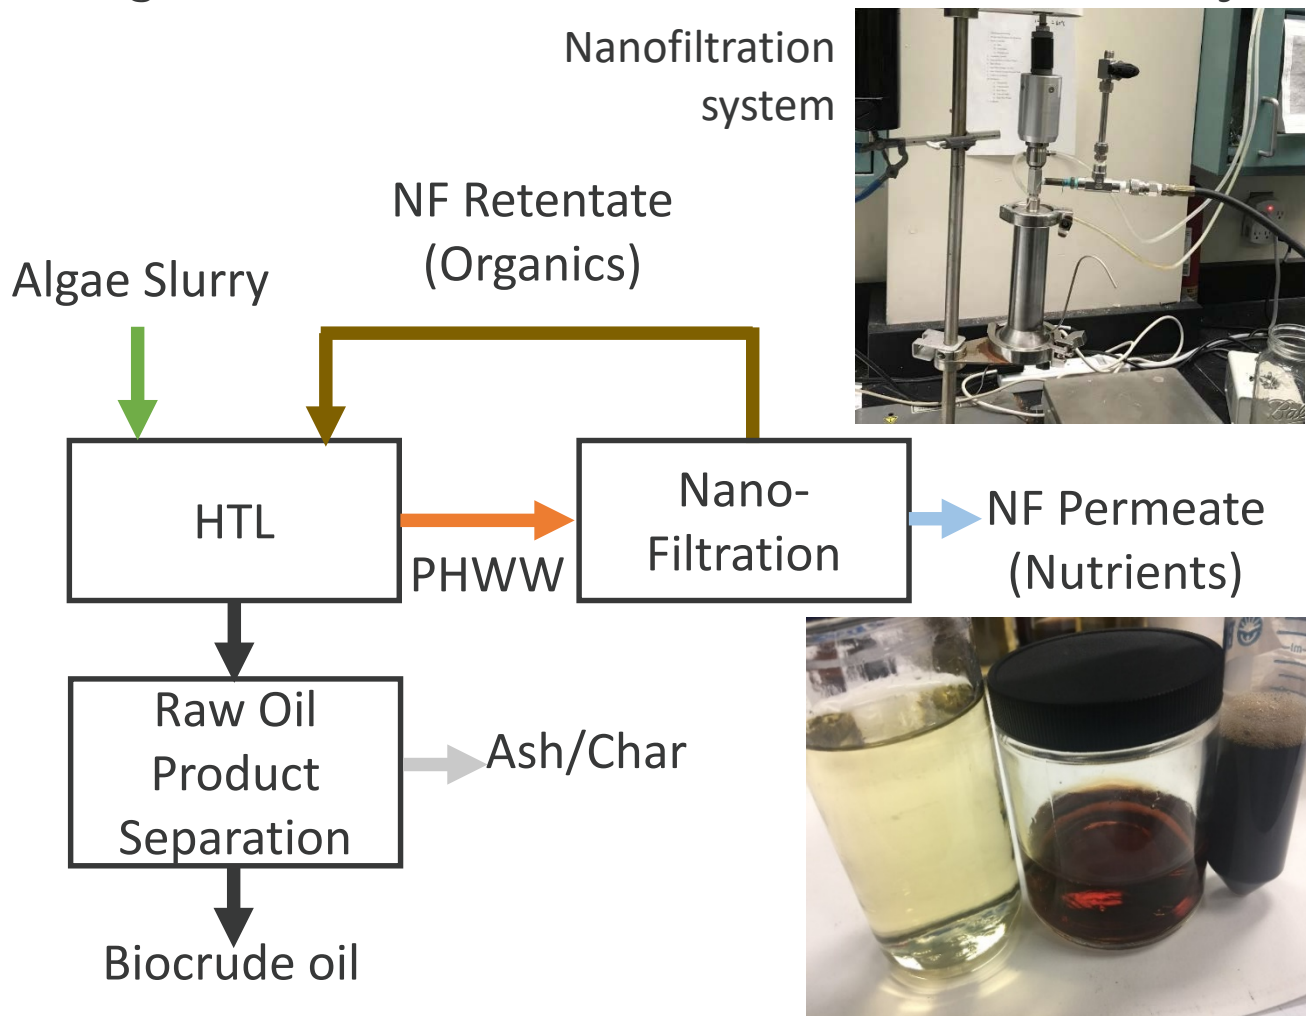 Nanofiltration
system
NF Retentate
(Organics)
Algae Slurry
HTL
PHWW
Nano-
Filtration
NF Permeate
(Nutrients)
Raw Oil
Product
Separation
Ash/Char
Biocrude oil